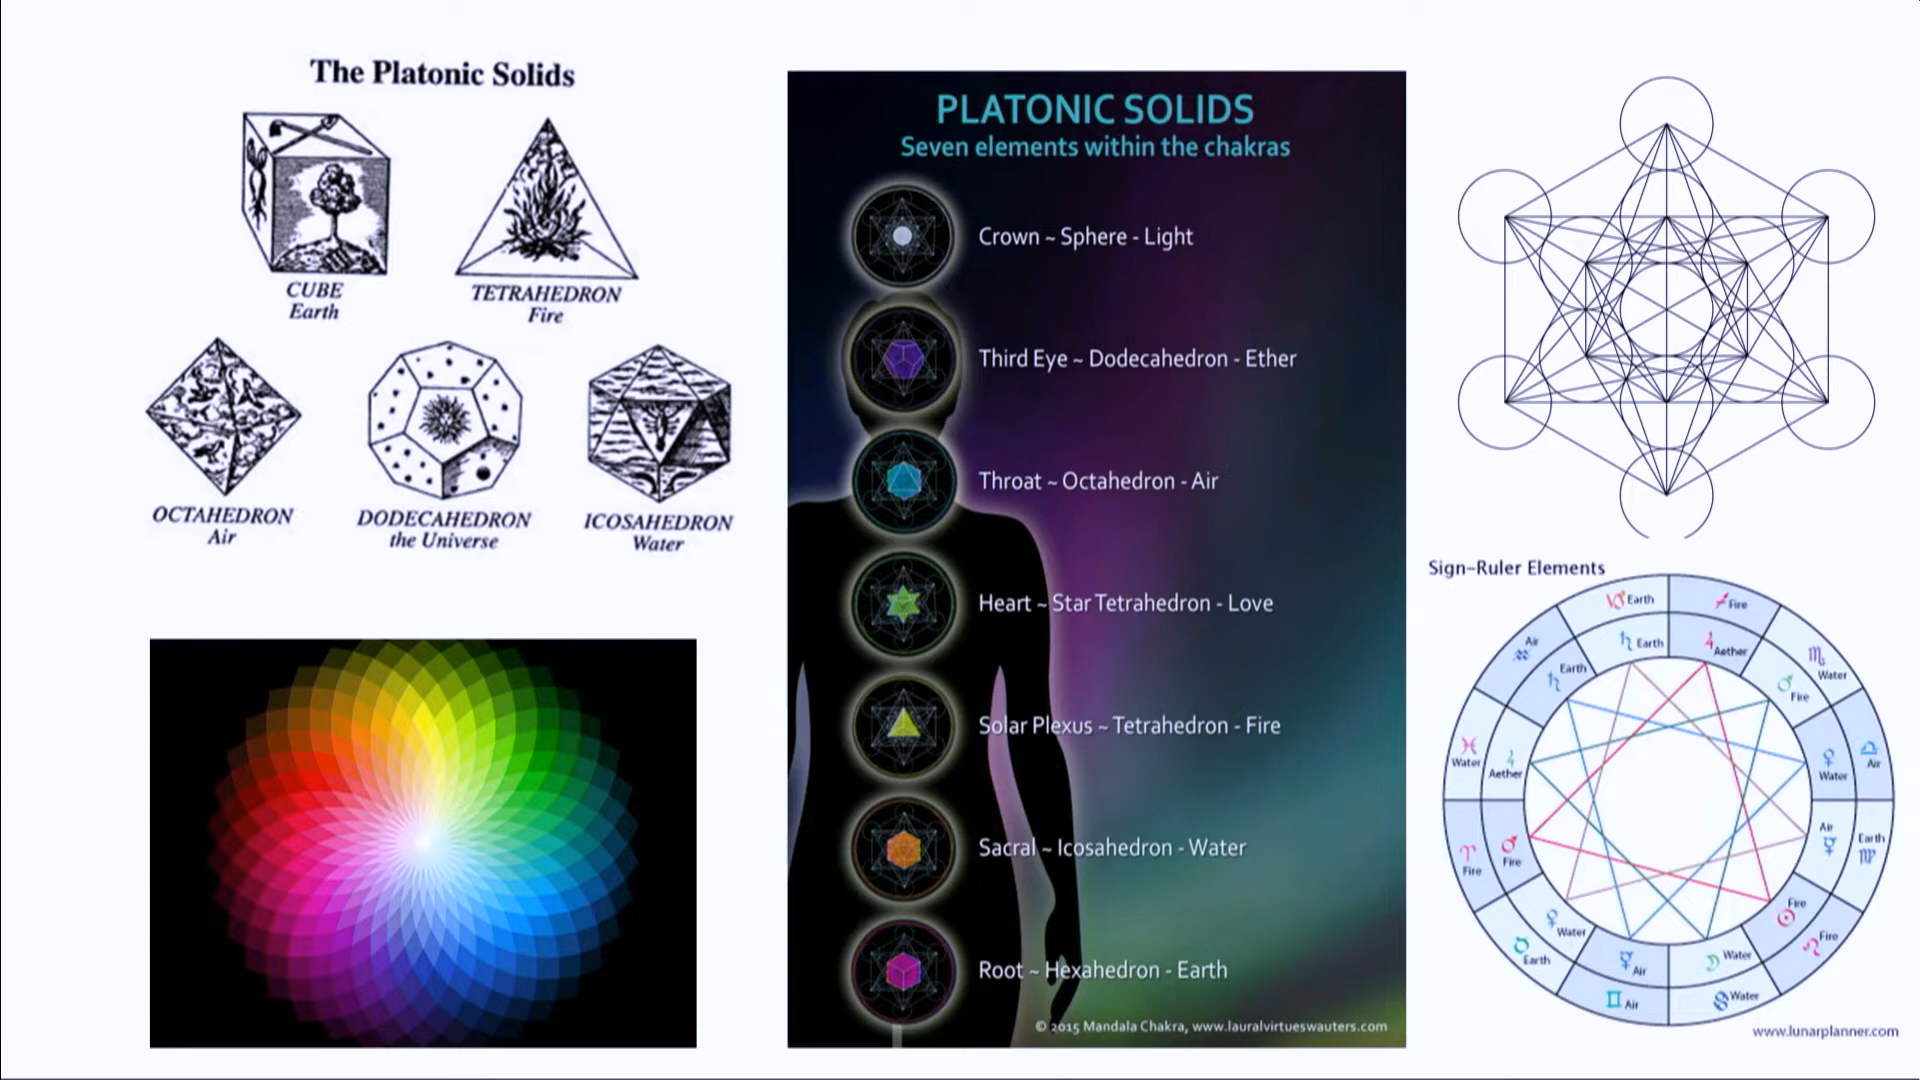 The Platonic Solids
CUBE
Earth
TETRAHEDRON
Fire
OCTAHEDRON
Air
DODECAHEDRON
the Universe
ICOSAHEDRON
Water
PLATONIC SOLIDS
Seven elements within the chakras
Crown ~ Sphere - Light
Third Eye ~ Dodecahedron - Ether
Throat ~ Octahedron - Air
Heart ~ Star Tetrahedron - Love
Solar Plexus ~ Tetrahedron - Fire
Sacral ~ Icosahedron - Water
Root ~ Hexahedron - Earth
© 2015 Mandala Chakra, www.lauralvirtueswauters.com
Sign-Ruler Elements
♑ Earth
♐ Fire
♏ Water
♎ Air
Earth ♍
♌ Fire
♋ Water
♊ Air
♉ Earth
♈ Fire
♓ Water
Air ♒
♄ Earth
♃ Aether
♂ Fire
♀ Water
Air ☿
Fire ☉
☽ Water
☿ Air
♀ Water
♂ Fire
♃ Aether
Earth ♄
www.lunarplanner.com